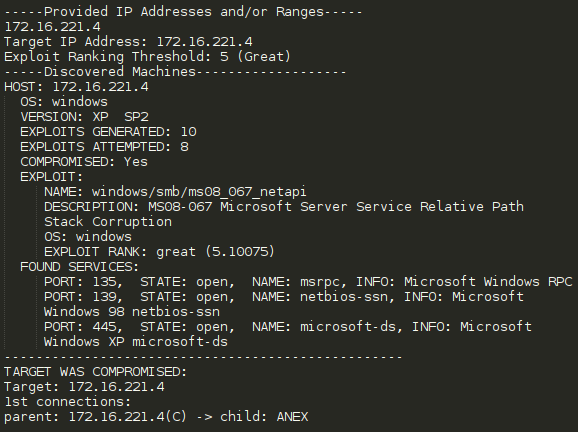 -----Provided IP Addresses and/or Ranges-----
172.16.221.4
Target IP Address: 172.16.221.4
Exploit Ranking Threshold: 5 (Great)
-----Discovered Machines-------------------
HOST: 172.16.221.4
OS: windows
VERSION: XP  SP2
EXPLOITS GENERATED: 10
EXPLOITS ATTEMPTED: 8
COMPROMISED: Yes
EXPLOIT:
NAME: windows/smb/ms08_067_netapi
DESCRIPTION: MS08-067 Microsoft Server Service Relative Path
Stack Corruption
OS: windows
EXPLOIT RANK: great (5.10075)
FOUND SERVICES:
PORT: 135,  STATE: open,  NAME: msrpc, INFO: Microsoft Windows RPC
PORT: 139,  STATE: open,  NAME: netbios-ssn, INFO: Microsoft
Windows 98 netbios-ssn
PORT: 445,  STATE: open,  NAME: microsoft-ds, INFO: Microsoft
Windows XP microsoft-ds
--------------------------------------------------
TARGET WAS COMPROMISED:
Target: 172.16.221.4
1st connections:
parent: 172.16.221.4(C) -> child: ANEX